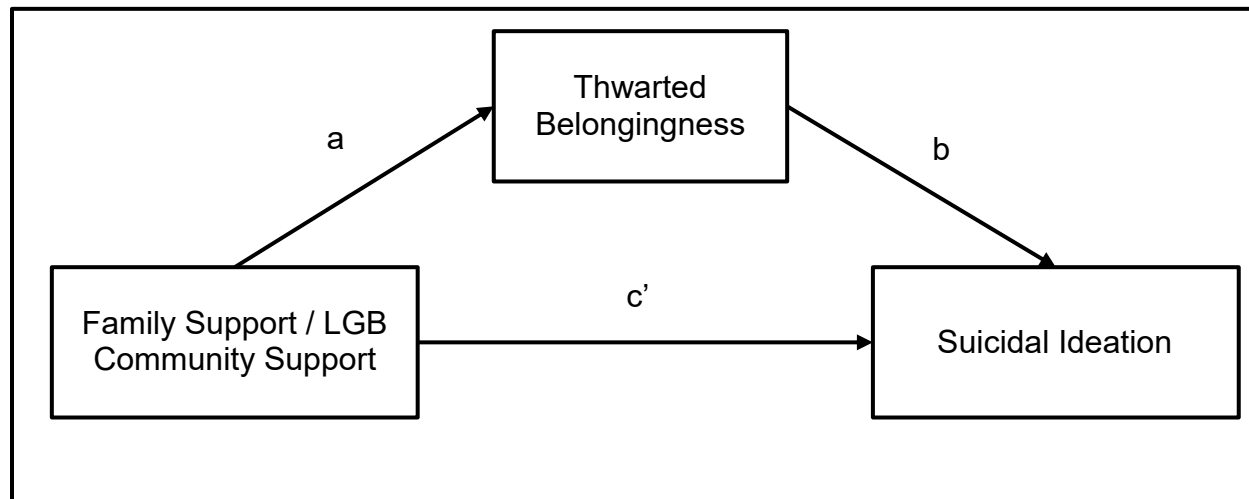 Thwarted
Belongingness
a
b
Family Support / LGB
Community Support
c’
Suicidal Ideation